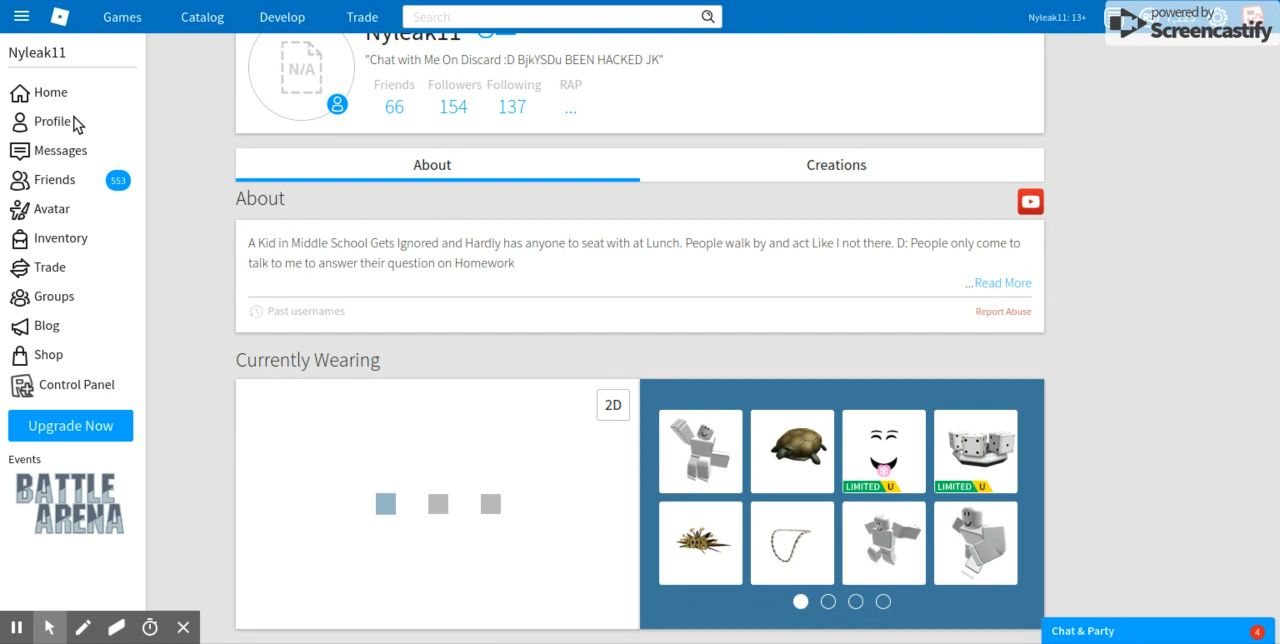 Games Catalog Develop Trade Search Nyleak11: 13+
powered by
Screencastify
Nyleak11
Home
Profile
Messages
Friends 553
Avatar
Inventory
Trade
Groups
Blog
Shop
Control Panel
Upgrade Now
Events
BATTLE
ARENA
N/A
Nyleak11
"Chat with Me On Discard :D BjkYSDu BEEN HACKED JK"
Friends Followers Following RAP
66 154 137 ...
About Creations
About
A Kid in Middle School Gets Ignored and Hardly has anyone to seat with at Lunch. People walk by and act Like I not there. D: People only come to
talk to me to answer their question on Homework
...Read More
Past usernames Report Abuse
Currently Wearing
2D
LIMITED U LIMITED U
Chat & Party 4